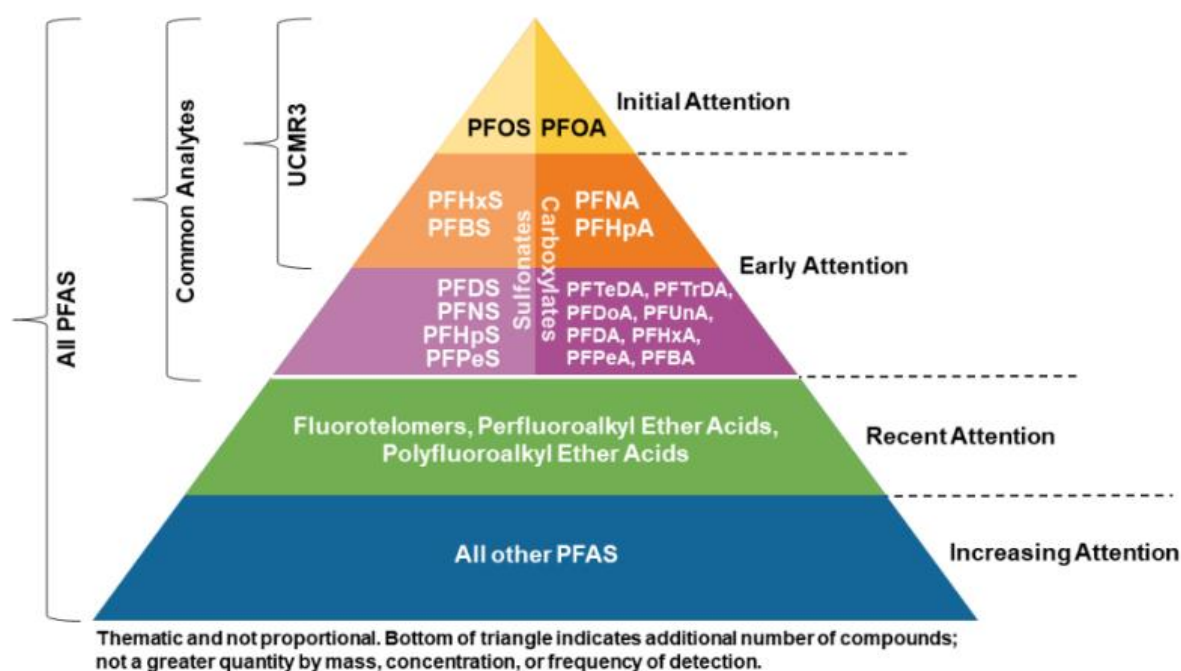 All PFAS
Common Analytes
UCMR3
PFOS PFOA
Initial Attention
PFHxS
PFBS
Sulfonates
Carboxylates
PFNA
PFHpA
Early Attention
PFDS
PFNS
PFHpS
PFPeS
PFTeDA, PFTrDA,
PFDoA, PFUnA,
PFDA, PFHxA,
PFPeA, PFBA
Fluorotelomers, Perfluoroalkyl Ether Acids,
Polyfluoroalkyl Ether Acids
Recent Attention
All other PFAS
Increasing Attention
Thematic and not proportional. Bottom of triangle indicates additional number of compounds;
not a greater quantity by mass, concentration, or frequency of detection.